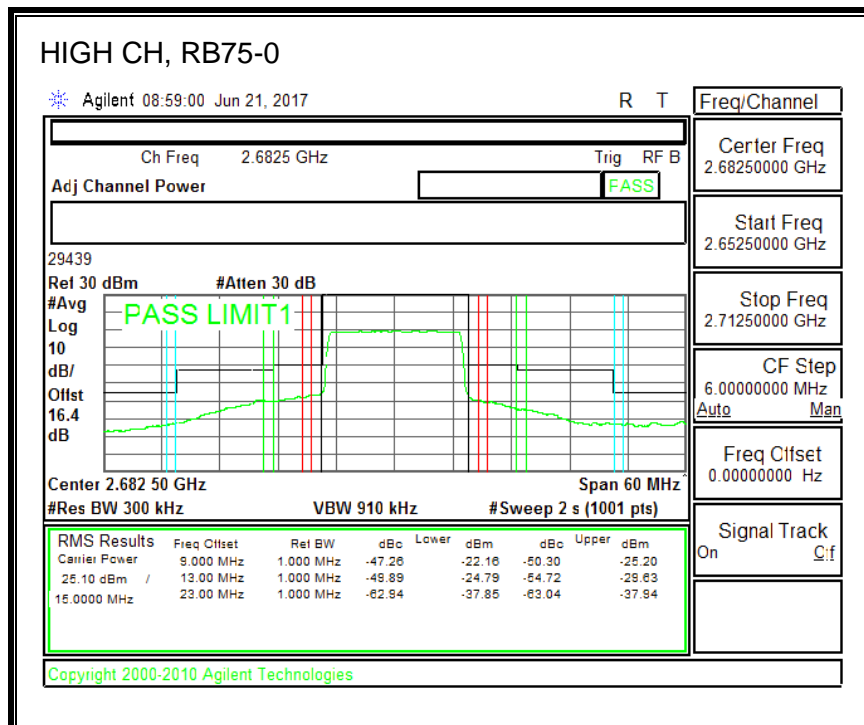 HIGH CH, RB75-0
Agilent 08:59:00 Jun 21, 2017 R T
Freq/Channel
Ch Freq 2.6825 GHz Trig RF B
Adj Channel Power PASS
Center Freq
2.68250000 GHz
Start Freq
2.65250000 GHz
29439
Ref 30 dBm #Atten 30 dB
#Avg
Log
10
dB/
Offst
16.4
dB
PASS LIMIT1
Stop Freq
2.71250000 GHz
CF Step
6.00000000 MHz
Auto Man
Freq Offset
0.00000000 Hz
Center 2.682 50 GHz Span 60 MHz^
#Res BW 300 kHz VBW 910 kHz #Sweep 2 s (1001 pts)
Signal Track
On Off
RMS Results Freq Offset Ref BW dBc Lower dBm dBc Upper dBm
Carrier Power 9.000 MHz 1.000 MHz -47.26 -22.16 -50.30 -25.20
25.10 dBm / 13.00 MHz 1.000 MHz -49.89 -24.79 -54.72 -29.63
15.0000 MHz 23.00 MHz 1.000 MHz -62.94 -37.85 -63.04 -37.94
Copyright 2000-2010 Agilent Technologies